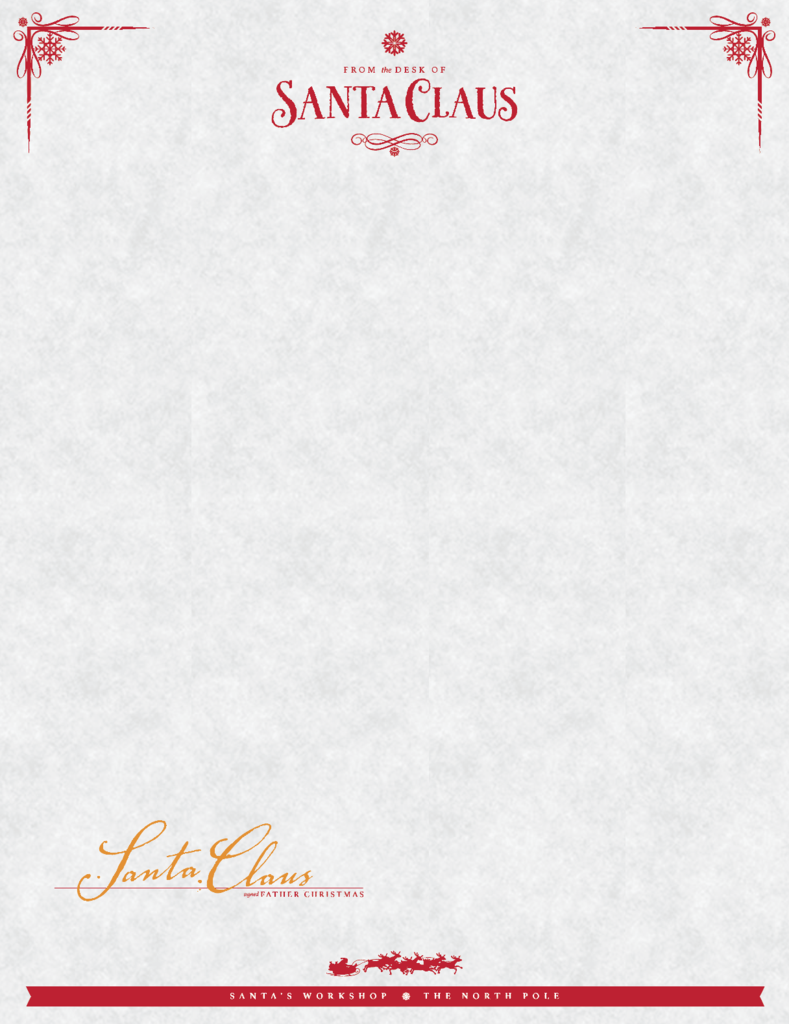 FROM the DESK OF
SANTA CLAUS
Santa Claus
signed FATHER CHRISTMAS
SANTA'S WORKSHOP THE NORTH POLE